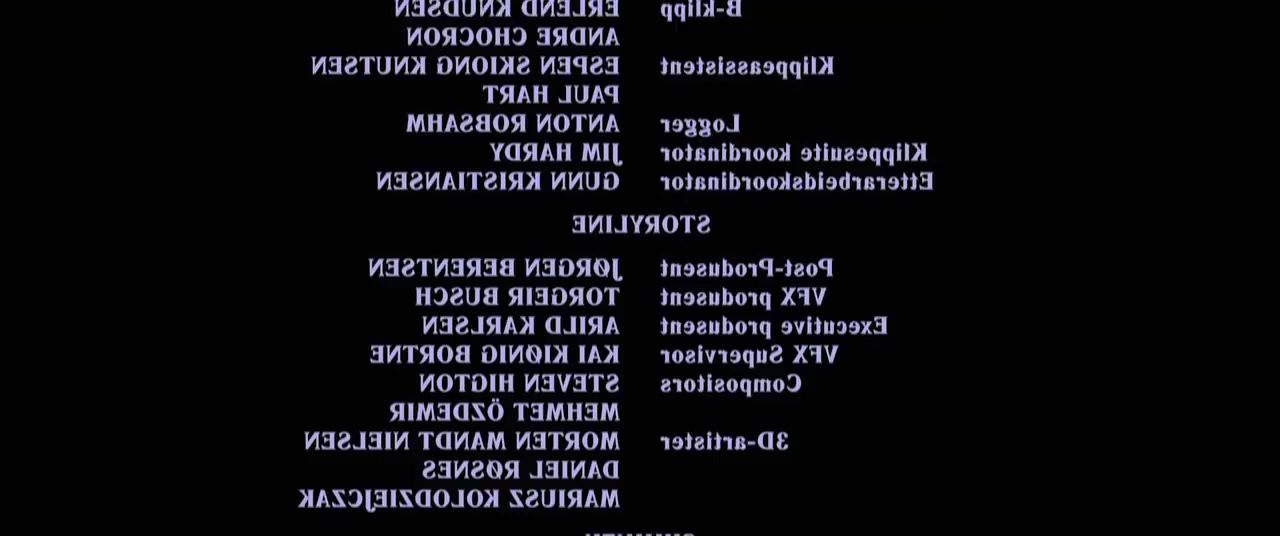 B-klipp ERLEND KNUDSEN
ANDRE CHOCRON
Klippeassistent ESPEN SKIONG KNUTSEN
PAUL HART
Logger ANTON ROBSAHM
Klippesuite koordinator JIM HARDY
Etterarbeidskoordinator GUNN KRISTIANSEN
STORYLINE
Post-Produsent JØRGEN BERENTSEN
VFX produsent TORGEIR BUSCH
Executive produsent ARILD KARLSEN
VFX Supervisor KAI KIØNIG BORTNE
Compositors STEVEN HIGTON
MEHMET ÖZDEMIR
3D-artister MORTEN MANDT NIELSEN
DANIEL RØSNES
MARIUSZ KOLODZIEJCZAK